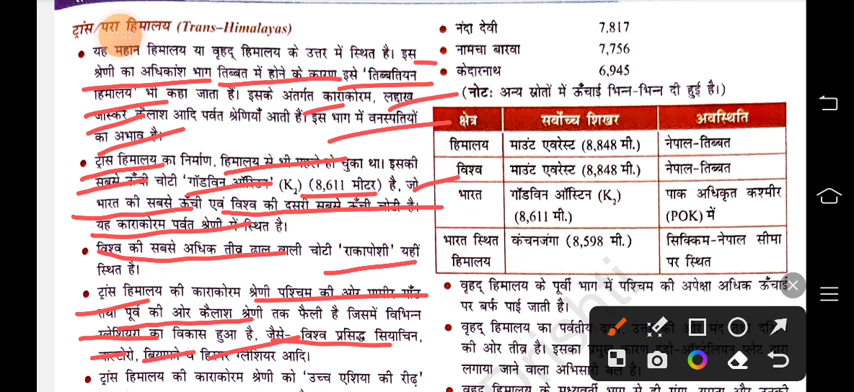 ट्रांस/परा हिमालय (Trans-Himalayas)
• यह महान हिमालय या वृहद् हिमालय के उत्तर में स्थित है। इस
श्रेणी का अधिकांश भाग तिब्बत में होने के कारण इसे 'तिब्बतियन
हिमालय' भी कहा जाता है। इसके अंतर्गत काराकोरम, लद्दाख,
जास्कर, कैलाश आदि पर्वत श्रेणियाँ आती हैं। इस भाग में वनस्पतियों
का अभाव है।
• ट्रांस हिमालय का निर्माण, हिमालय से भी पहले हो चुका था। इसकी
सबसे ऊँची चोटी 'गॉडविन ऑस्टिन' (K₂) (8,611 मीटर) है, जो
भारत की सबसे ऊँची एवं विश्व की दूसरी सबसे ऊँची चोटी है।
यह काराकोरम पर्वत श्रेणी में स्थित है।
• विश्व की सबसे अधिक तीव्र ढाल वाली चोटी 'राकापोशी' यहीं
स्थित है।
• ट्रांस हिमालय की काराकोरम श्रेणी पश्चिम की ओर पामीर गाँठ
तथा पूर्व की ओर कैलाश श्रेणी तक फैली है जिसमें विभिन्न
ग्लेशियरों का विकास हुआ है, जैसे- विश्व प्रसिद्ध सियाचिन,
बाल्टोरो, बियाफो व हिस्पर ग्लेशियर आदि।
• ट्रांस हिमालय की काराकोरम श्रेणी को 'उच्च एशिया की रीढ़'
• नंदा देवी 7,817
• नामचा बारवा 7,756
• केदारनाथ 6,945
(नोट: अन्य स्रोतों में ऊँचाई भिन्न-भिन्न दी हुई है।)
क्षेत्र सर्वोच्च शिखर अवस्थिति
हिमालय माउंट एवरेस्ट (8,848 मी.) नेपाल-तिब्बत
विश्व माउंट एवरेस्ट (8,848 मी.) नेपाल-तिब्बत
भारत गॉडविन ऑस्टिन (K₂) पाक अधिकृत कश्मीर
(8,611 मी.) (POK) में
भारत स्थित कंचनजंगा (8,598 मी.) सिक्किम-नेपाल सीमा
हिमालय पर स्थित
• वृहद् हिमालय के पूर्वी भाग में पश्चिम की अपेक्षा अधिक ऊँचाई
पर बर्फ पाई जाती है।
• वृहद् हिमालय का पर्वतीय
की ओर तीव्र है। इसका
लगाया जाने वाला अभिसारी
Drishti